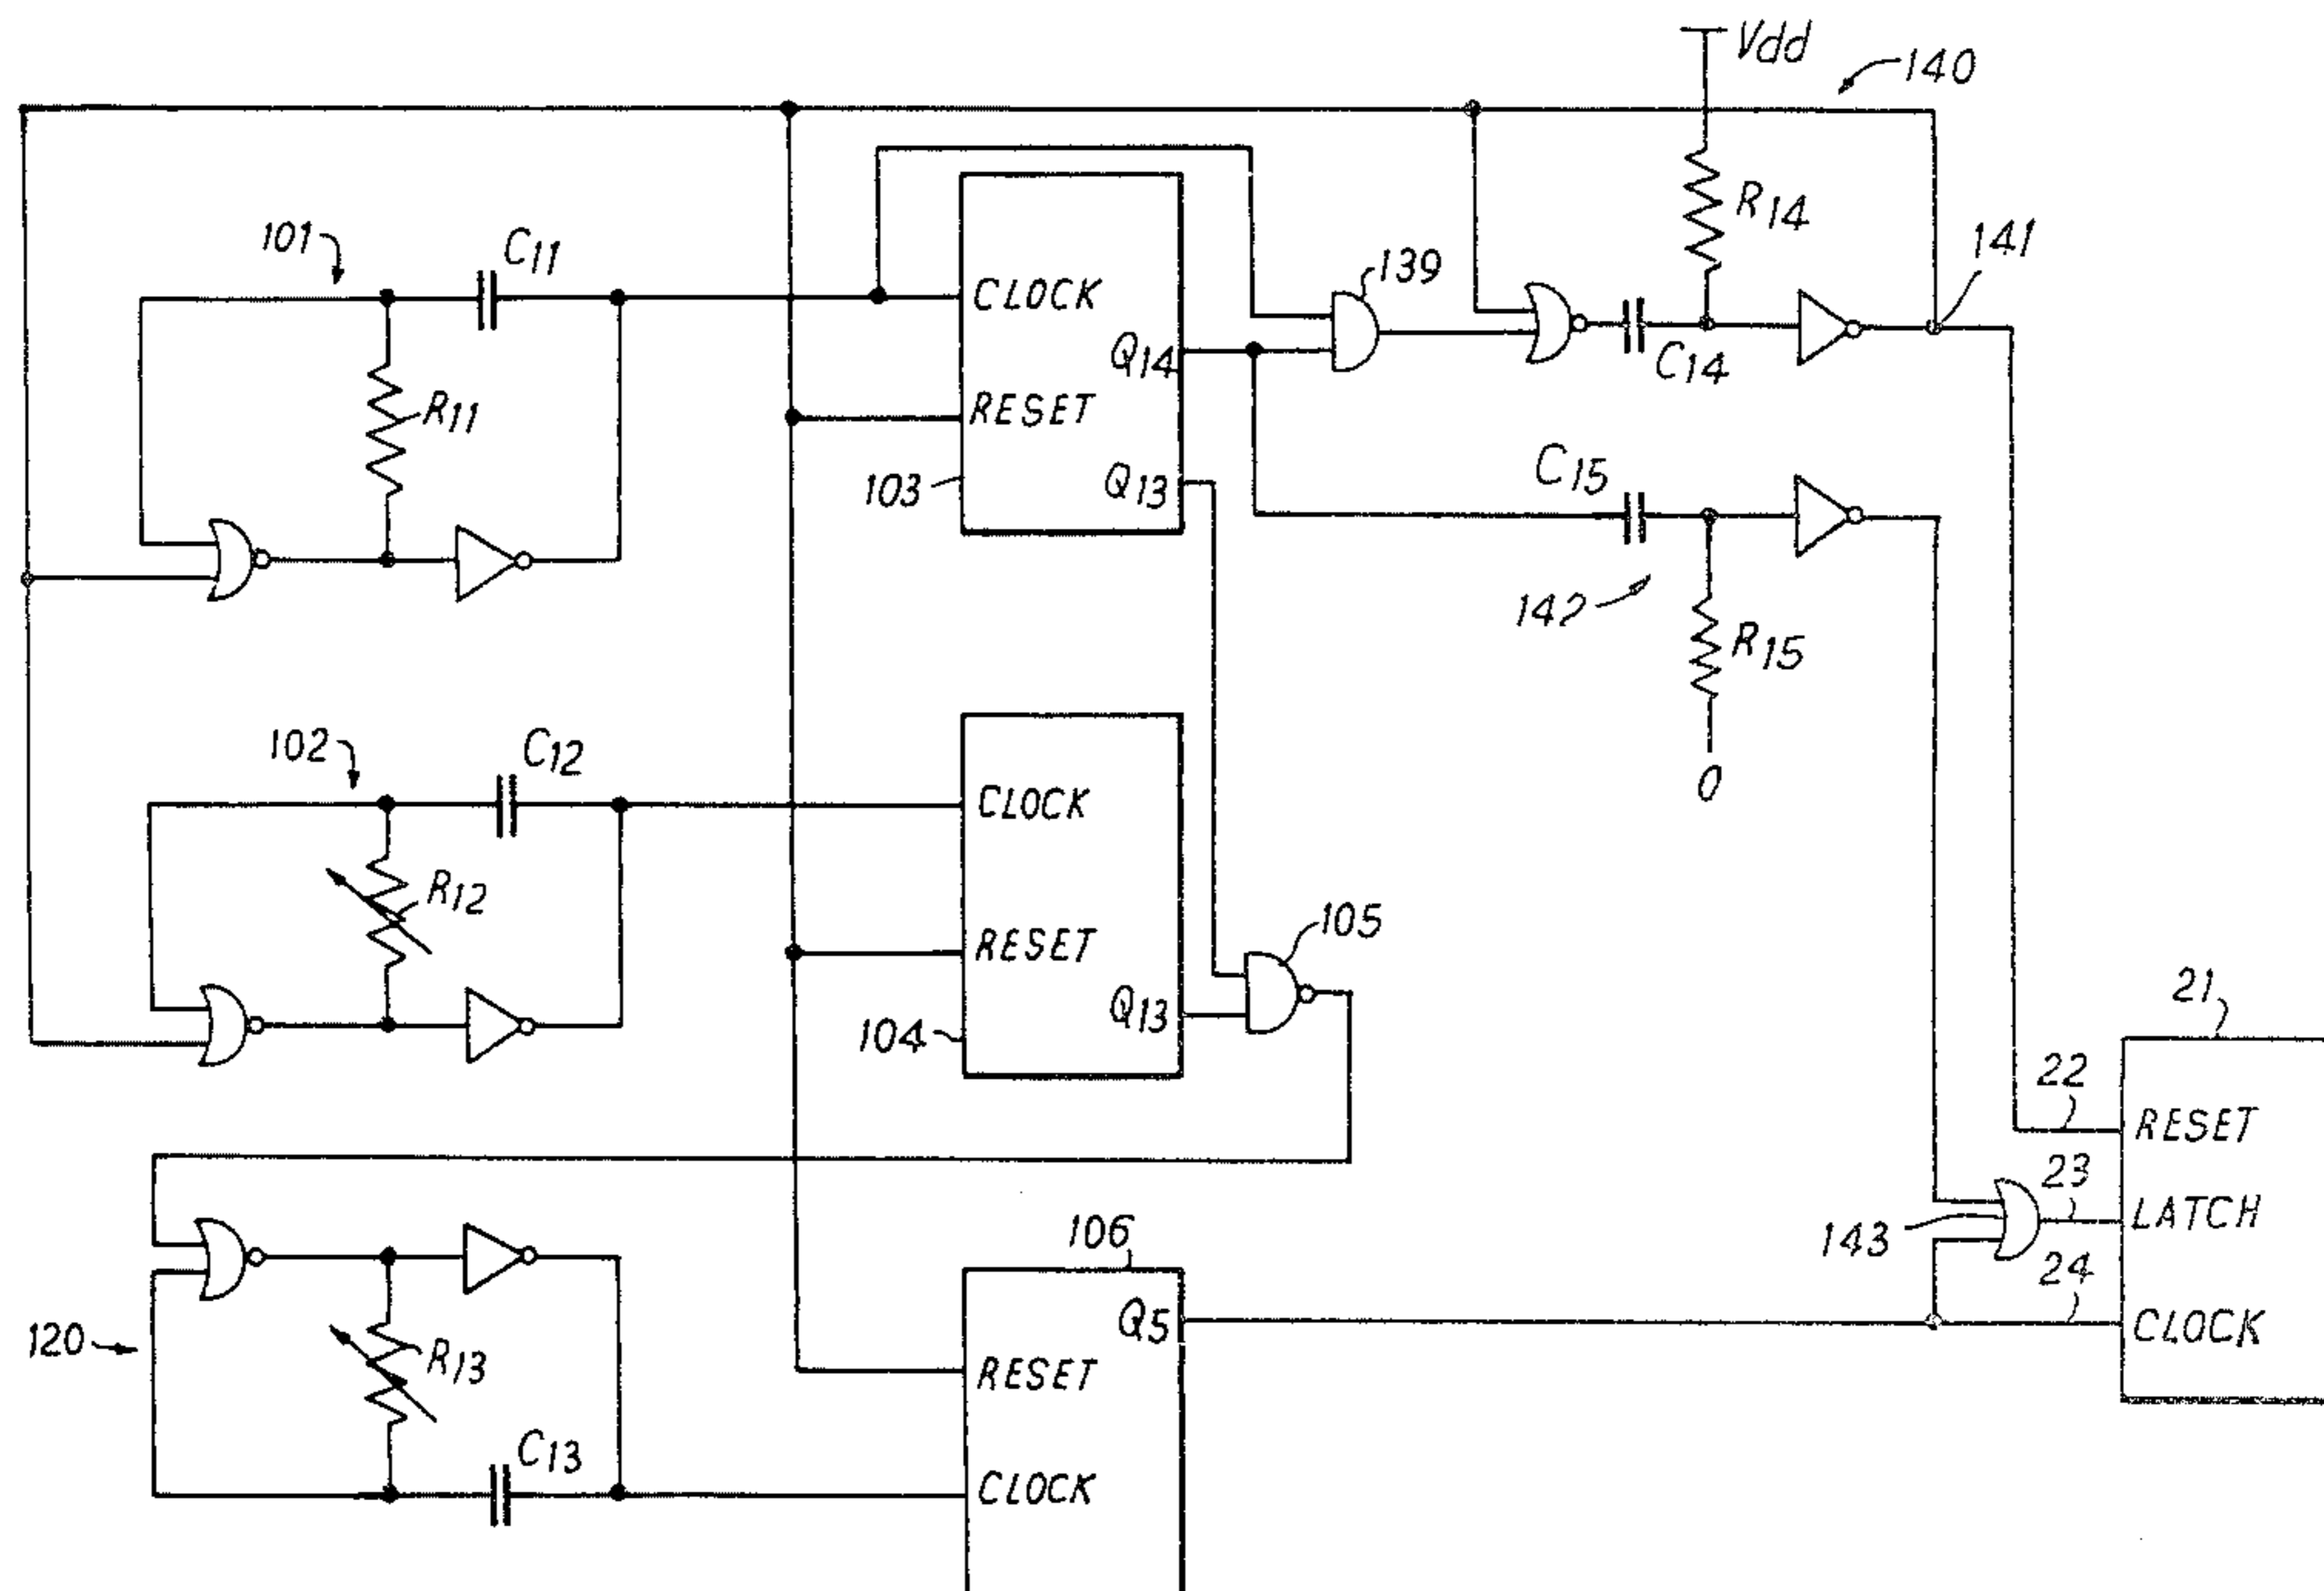 Vdd
140
101
C11
R14
141
139
CLOCK
Q14
C14
R11
RESET
C15
103
Q13
142
R15
102
C12
0
CLOCK
R12
105
RESET
21
Q13
104
22
RESET
23
106
143
LATCH
Q5
24
120
R13
CLOCK
RESET
C13
CLOCK